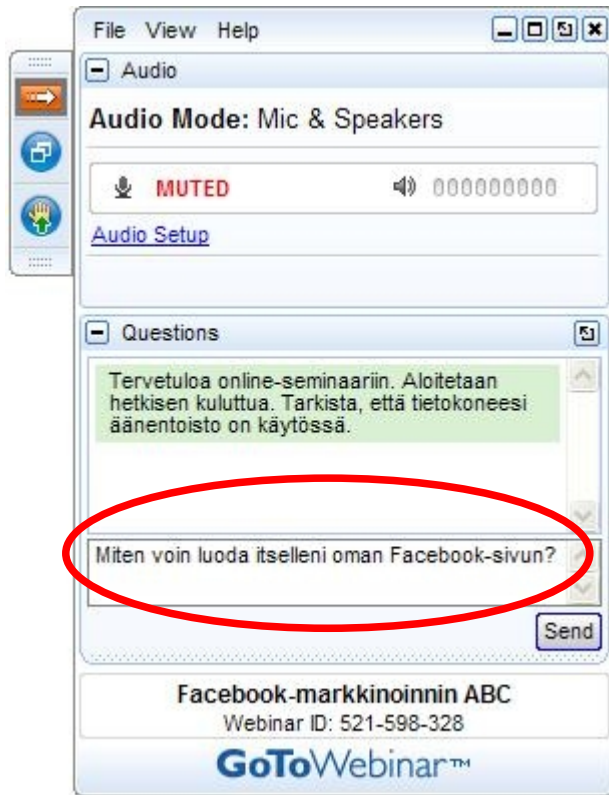 File View Help
Audio
Audio Mode: Mic & Speakers
MUTED 000000000
Audio Setup
Questions
Tervetuloa online-seminaariin. Aloitetaan
hetkisen kuluttua. Tarkista, että tietokoneesi
äänentoisto on käytössä.
Miten voin luoda itselleni oman Facebook-sivun?
Send
Facebook-markkinoinnin ABC
Webinar ID: 521-598-328
GoToWebinar™